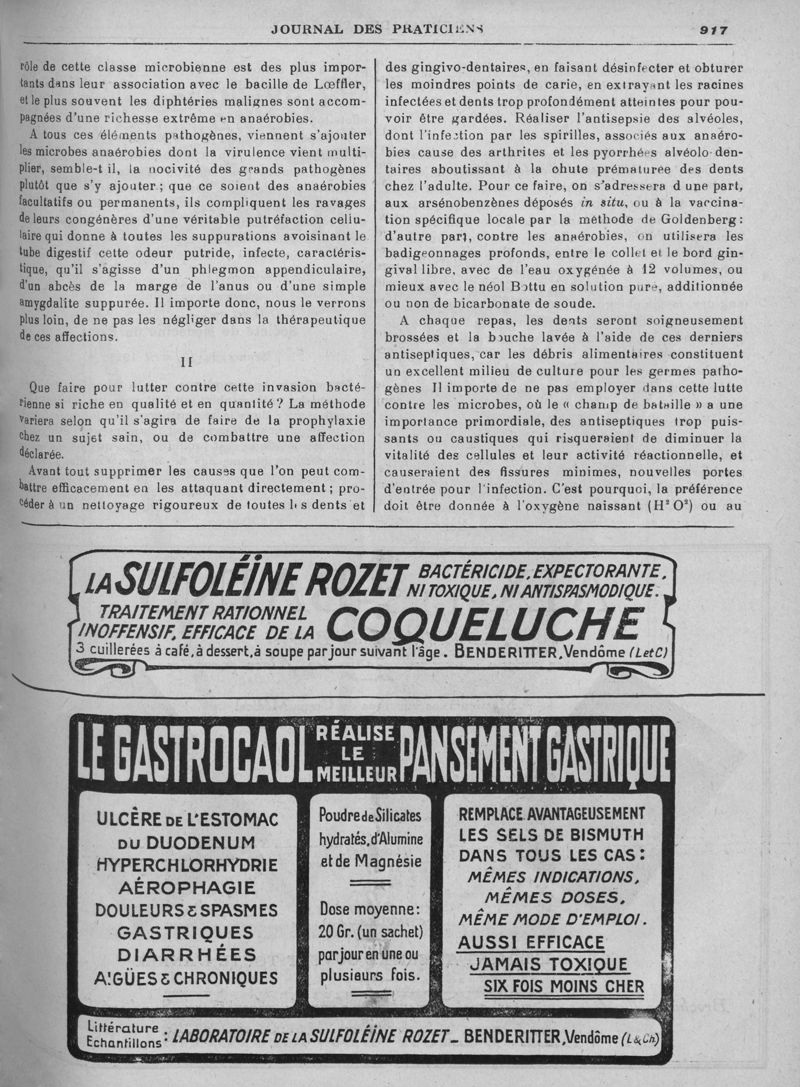 JOURNAL DES PRATICIENS 917
rôle de cette classe microbienne est des plus impor-
tants dans leur association avec le bacille de Lœffler,
et le plus souvent les diphtéries malignes sont accom-
pagnées d'une richesse extrême en anaérobies.
A tous ces éléments pathogènes, viennent s'ajouter
les microbes anaérobies dont la virulence vient multi-
plier, semble-t il, la nocivité des grands pathogènes
plutôt que s'y ajouter ; que ce soient des anaérobies
facultatifs ou permanents, ils compliquent les ravages
de leurs congénères d'une véritable putréfaction cellu-
laire qui donne à toutes les suppurations avoisinant le
tube digestif cette odeur putride, infecte, caractéris-
tique, qu'il s'agisse d'un phlegmon appendiculaire,
d'un abcès de la marge de l'anus ou d'une simple
amygdalite suppurée. Il importe donc, nous le verrons
plus loin, de ne pas les négliger dans la thérapeutique
de ces affections.
II
Que faire pour lutter contre cette invasion bacté-
rienne si riche en qualité et en quantité ? La méthode
variera selon qu'il s'agira de faire de la prophylaxie
chez un sujet sain, ou de combattre une affection
déclarée.
Avant tout supprimer les causes que l'on peut com-
battre efficacement en les attaquant directement ; pro-
céder à un nettoyage rigoureux de toutes les dents et
des gingivo-dentaires, en faisant désinfecter et obturer
les moindres points de carie, en extrayant les racines
infectées et dents trop profondément atteintes pour pou-
voir être gardées. Réaliser l'antisepsie des alvéoles,
dont l'infection par les spirilles, associés aux anaéro-
bies cause des arthrites et les pyorrhées alvéolo-den-
taires aboutissant à la chute prématurée des dents
chez l'adulte. Pour ce faire, on s'adressera d une part,
aux arsénobenzènes déposés in situ, ou à la vaccina-
tion spécifique locale par la méthode de Goldenberg :
d'autre part, contre les anaérobies, on utilisera les
badigeonnages profonds, entre le collet et le bord gin-
gival libre, avec de l'eau oxygénée à 12 volumes, ou
mieux avec le néol Bottu en solution pure, additionnée
ou non de bicarbonate de soude.
A chaque repas, les dents seront soigneusement
brossées et la bouche lavée à l'aide de ces derniers
antiseptiques, car les débris alimentaires constituent
un excellent milieu de culture pour les germes patho-
gènes Il importe de ne pas employer dans cette lutte
contre les microbes, où le « champ de bataille » a une
importance primordiale, des antiseptiques trop puis-
sants ou caustiques qui risqueraient de diminuer la
vitalité des cellules et leur activité réactionnelle, et
causeraient des fissures minimes, nouvelles portes
d'entrée pour l'infection. C'est pourquoi, la préférence
doit être donnée à l'oxygène naissant (H² O²) ou au
LA SULFOLÉÏNE ROZET BACTÉRICIDE, EXPECTORANTE,
NI TOXIQUE, NI ANTISPASMODIQUE.
TRAITEMENT RATIONNEL
INOFFENSIF, EFFICACE DE LA COQUELUCHE
3 cuillerées à café, à dessert, à soupe par jour suivant l'âge. BENDERITTER, Vendôme (L et C)
LE GASTROCAOL RÉALISE LE MEILLEUR PANSEMENT GASTRIQUE
ULCÈRE DE L'ESTOMAC
DU DUODENUM
HYPERCHLORHYDRIE
AÉROPHAGIE
DOULEURS & SPASMES
GASTRIQUES
DIARRHÉES
AIGÜES & CHRONIQUES
Poudre de Silicates
hydratés, d'Alumine
et de Magnésie
Dose moyenne :
20 Gr. (un sachet)
par jour en une ou
plusieurs fois.
REMPLACE AVANTAGEUSEMENT
LES SELS DE BISMUTH
DANS TOUS LES CAS :
MÊMES INDICATIONS,
MÊMES DOSES,
MÊME MODE D'EMPLOI.
AUSSI EFFICACE
JAMAIS TOXIQUE
SIX FOIS MOINS CHER
Littérature
Échantillons : LABORATOIRE DE LA SULFOLÉÏNE ROZET_ BENDERITTER, Vendôme (L & Ch)